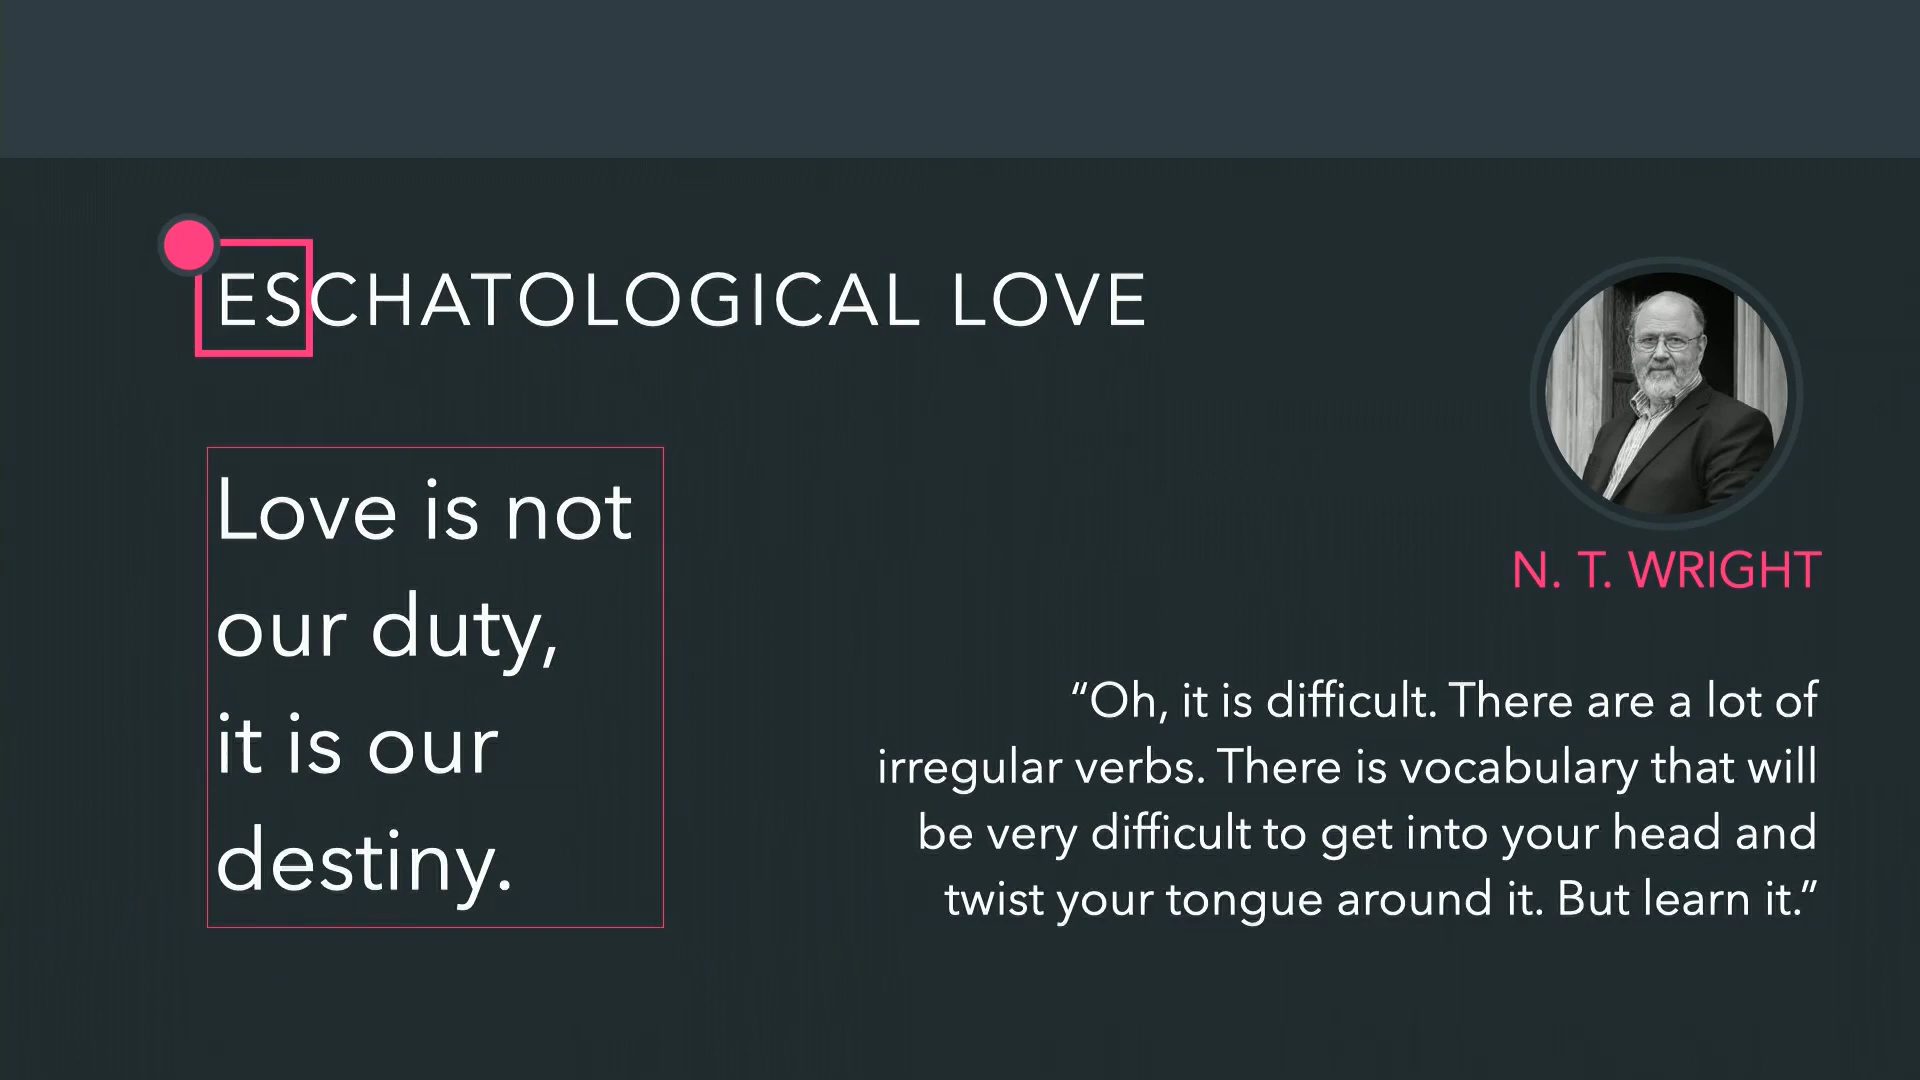 ESCHATOLOGICAL LOVE
Love is not
our duty,
it is our
destiny.
N. T. WRIGHT
“Oh, it is difficult. There are a lot of
irregular verbs. There is vocabulary that will
be very difficult to get into your head and
twist your tongue around it. But learn it.”